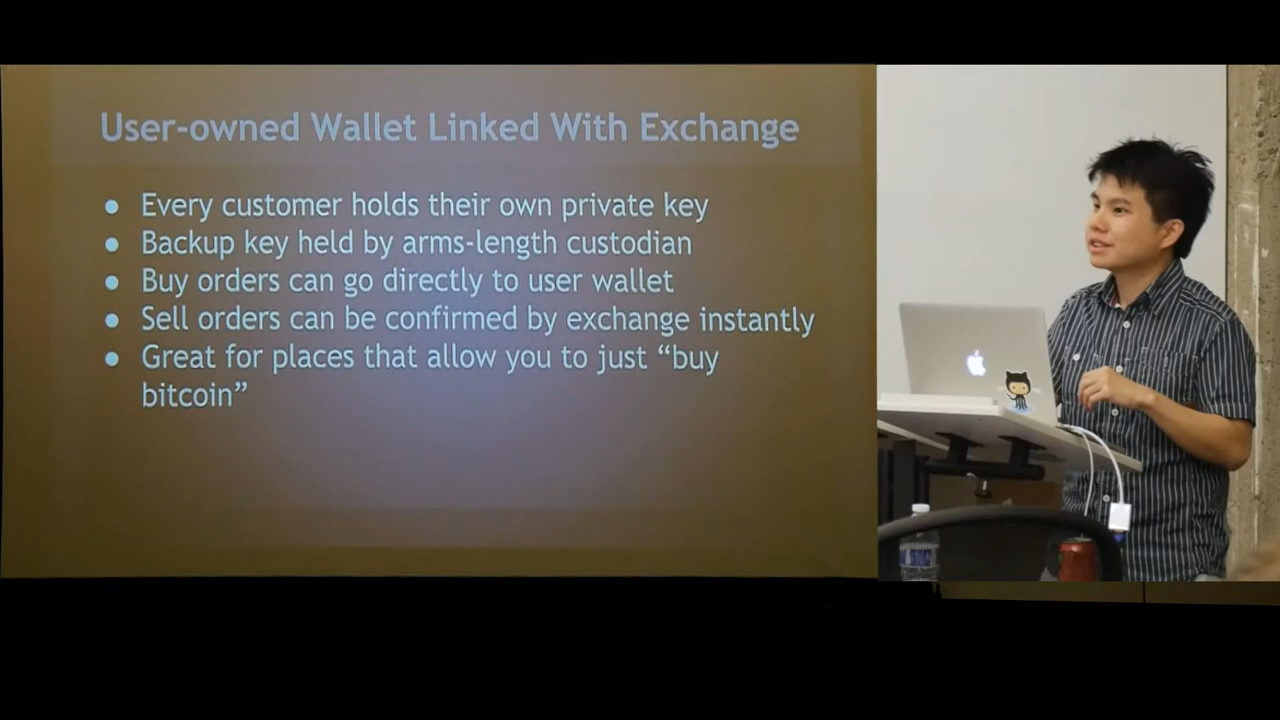 User-owned Wallet Linked With Exchange
● Every customer holds their own private key
● Backup key held by arms-length custodian
● Buy orders can go directly to user wallet
● Sell orders can be confirmed by exchange instantly
● Great for places that allow you to just “buy
bitcoin”